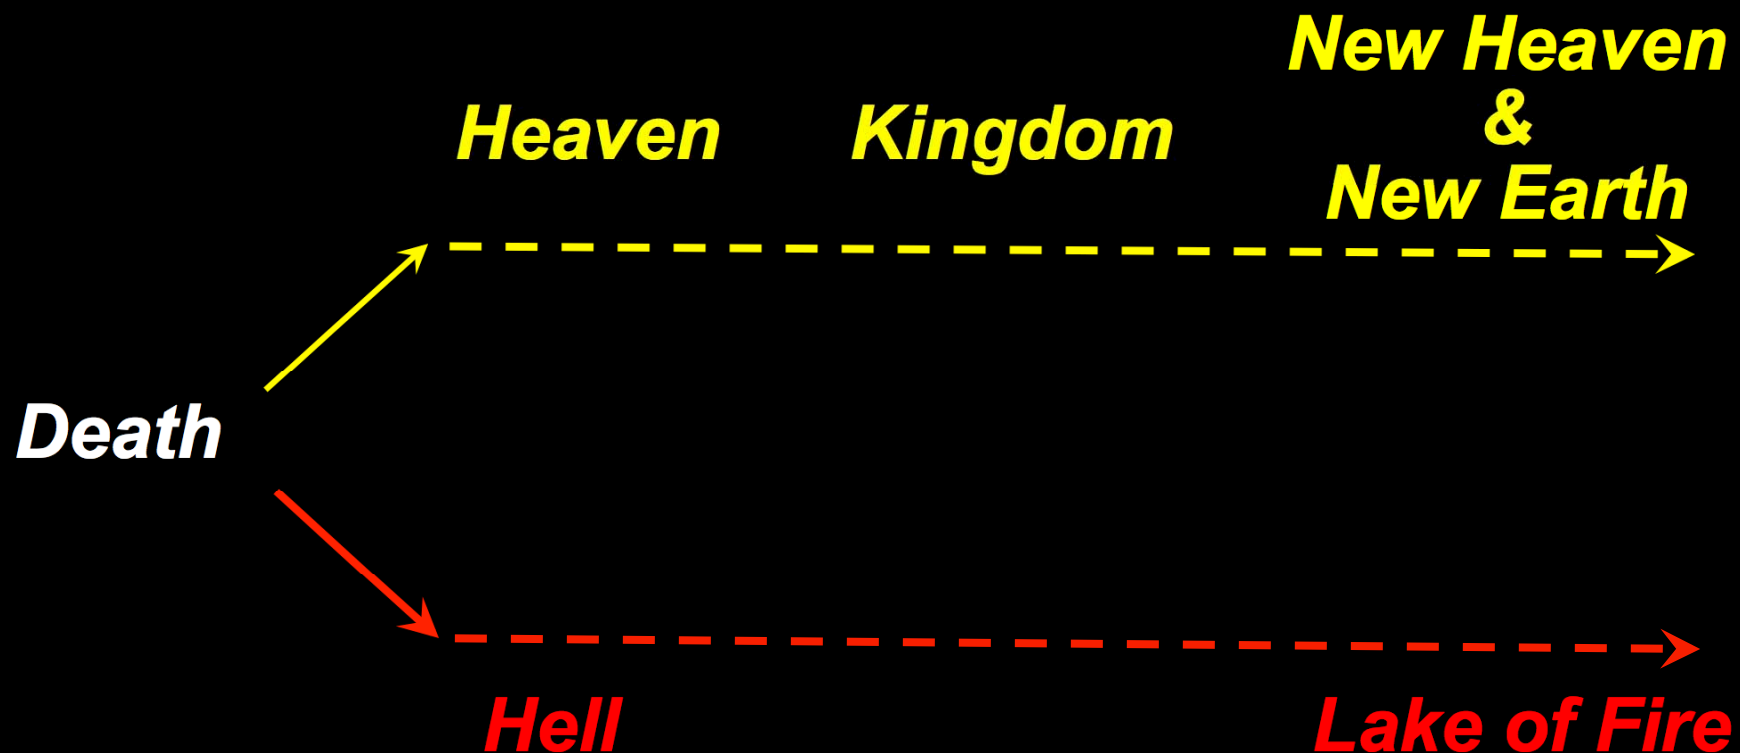 New Heaven
&
New Earth
Heaven
Kingdom
Death
Hell
Lake of Fire